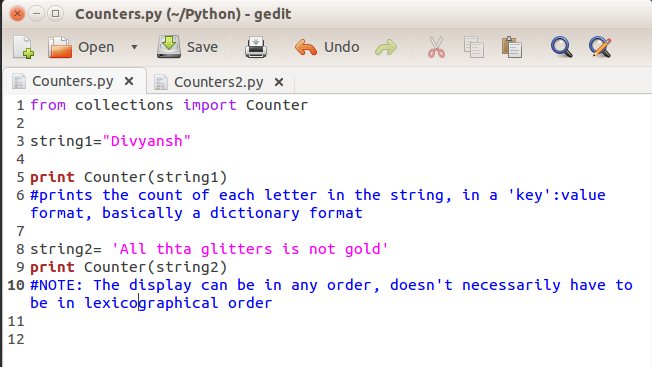 Counters.py (~/Python) - gedit
Open Save Undo
Counters.py Counters2.py
1 from collections import Counter
2
3 string1="Divyansh"
4
5 print Counter(string1)
6 #prints the count of each letter in the string, in a 'key':value
format, basically a dictionary format
7
8 string2= 'All thta glitters is not gold'
9 print Counter(string2)
10 #NOTE: The display can be in any order, doesn't necessarily have to
be in lexicographical order
11
12